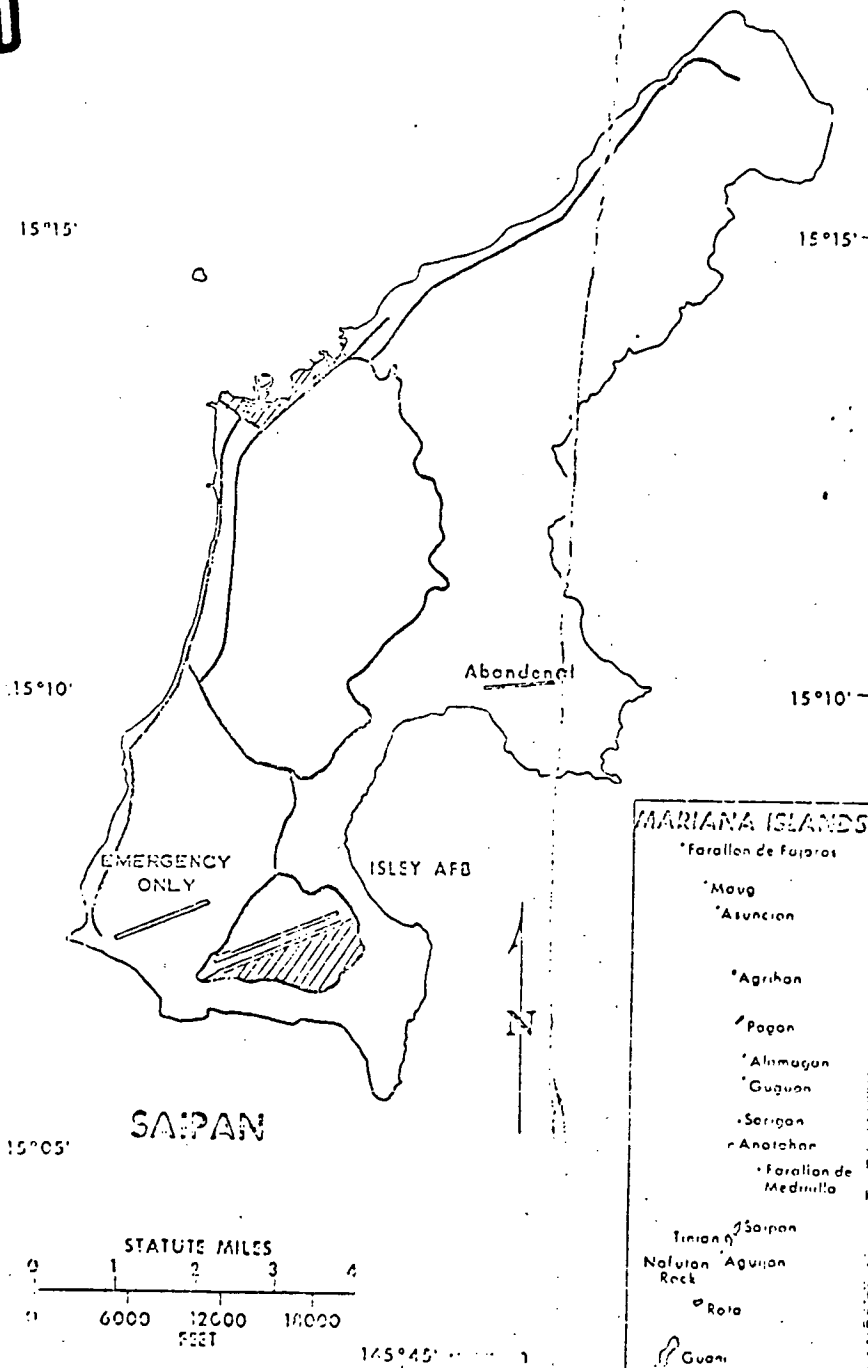 15°15'
15°15'
15°10'
15°10'
Abandoned
EMERGENCY
ONLY
ISLEY AFB
N
SAIPAN
15°05'
STATUTE MILES
0 1 2 3 4
0 6000 12000 18000
FEET
145°45'
MARIANA ISLANDS
Farallon de Pajaros
Maug
Asuncion
Agrihan
Pagan
Alamagan
Guguan
Sarigan
Anatahan
Farallon de
Medinilla
Saipan
Tinian
Nafutan
Rock
Aguijan
Rota
Guam